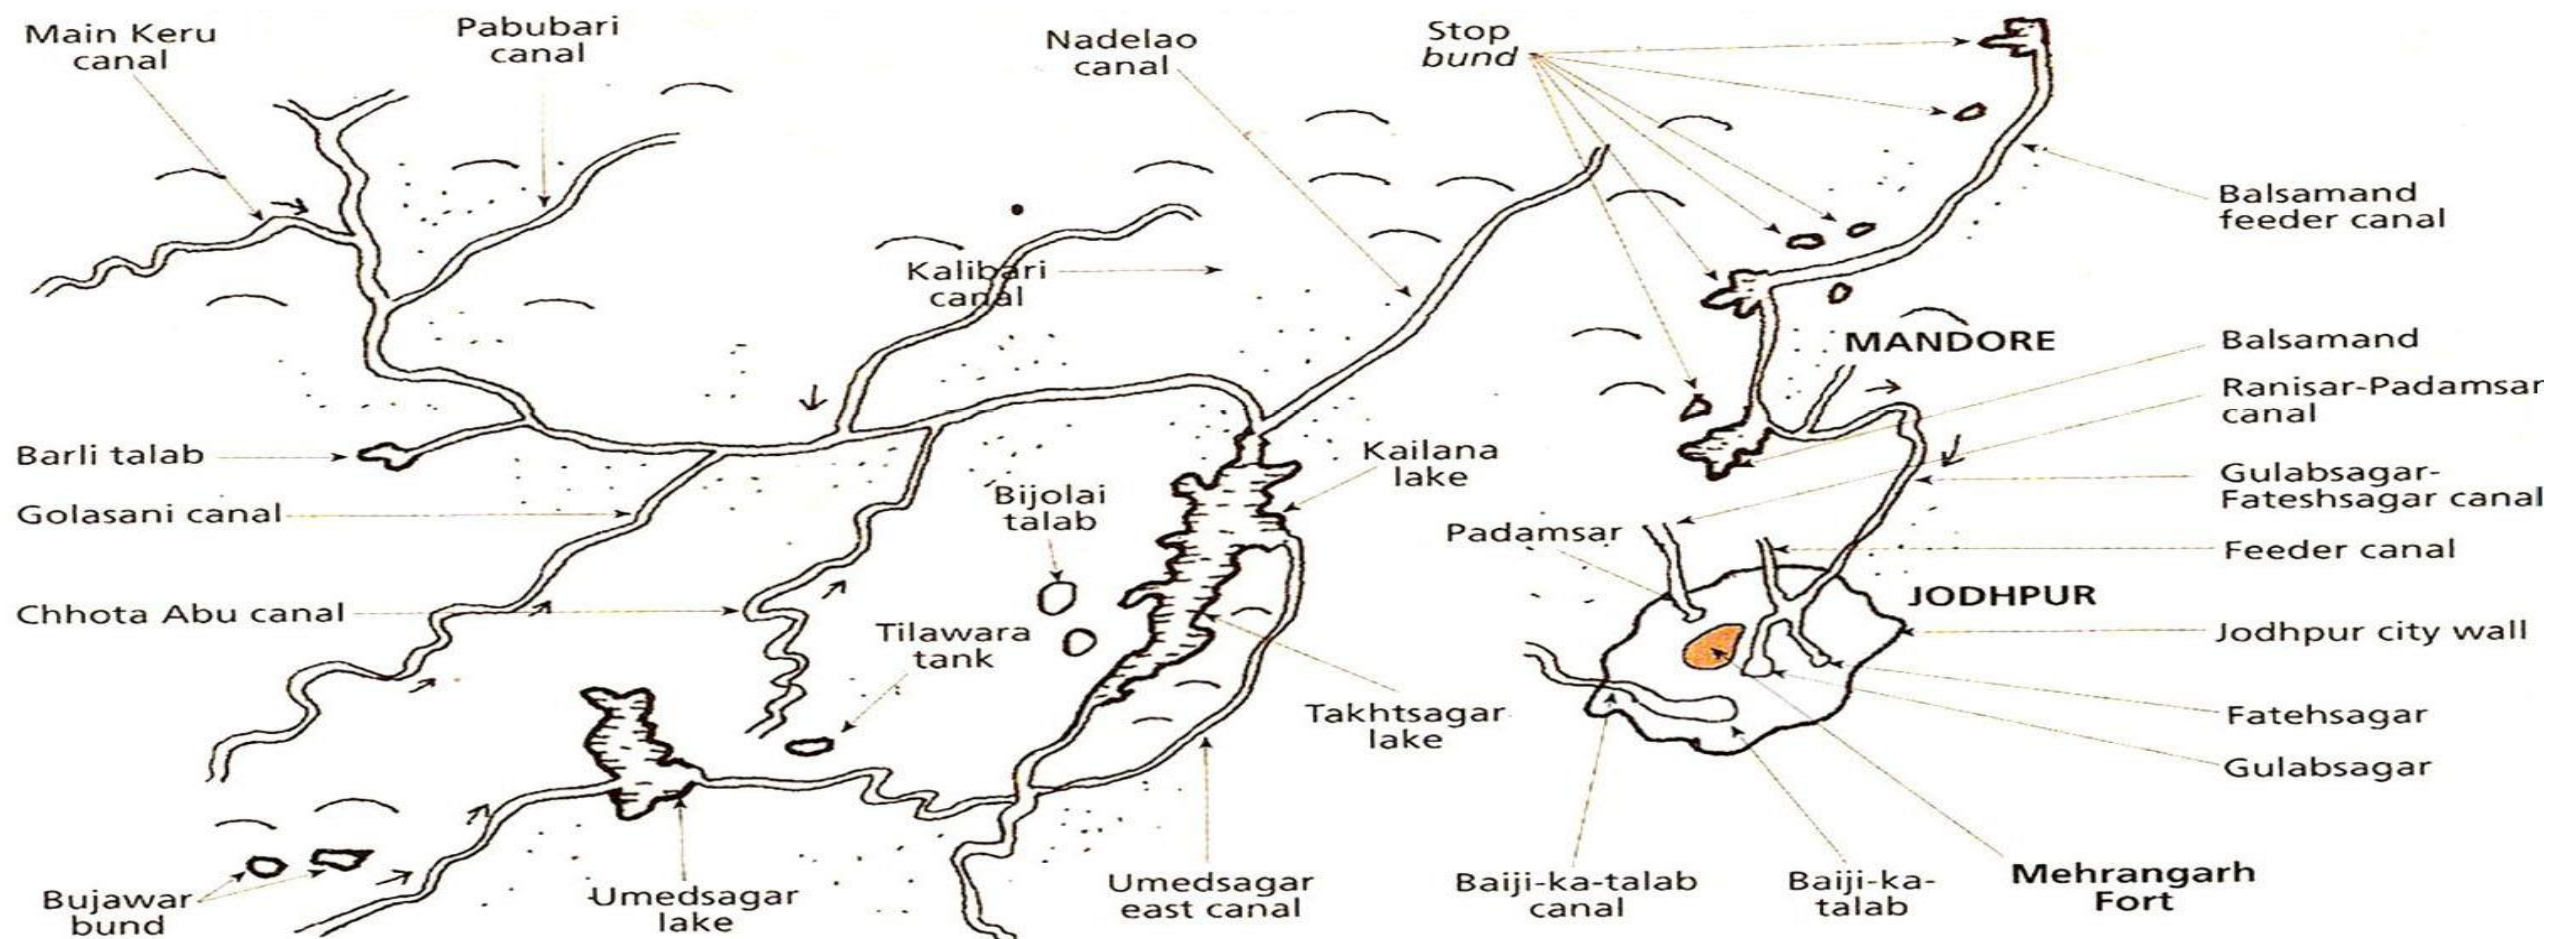 Main Keru
canal
Pabubari
canal
Nadelao
canal
Stop
bund
Balsamand
feeder canal
Kalibari
canal
MANDORE
Balsamand
Ranisar-Padamsar
canal
Barli talab
Kailana
lake
Gulabsagar-
Fateshsagar canal
Bijolai
talab
Golasani canal
Padamsar
Feeder canal
JODHPUR
Chhota Abu canal
Tilawara
tank
Jodhpur city wall
Takhtsagar
lake
Fatehsagar
Gulabsagar
Bujawar
bund
Umedsagar
lake
Umedsagar
east canal
Baiji-ka-talab
canal
Baiji-ka-
talab
Mehrangarh
Fort